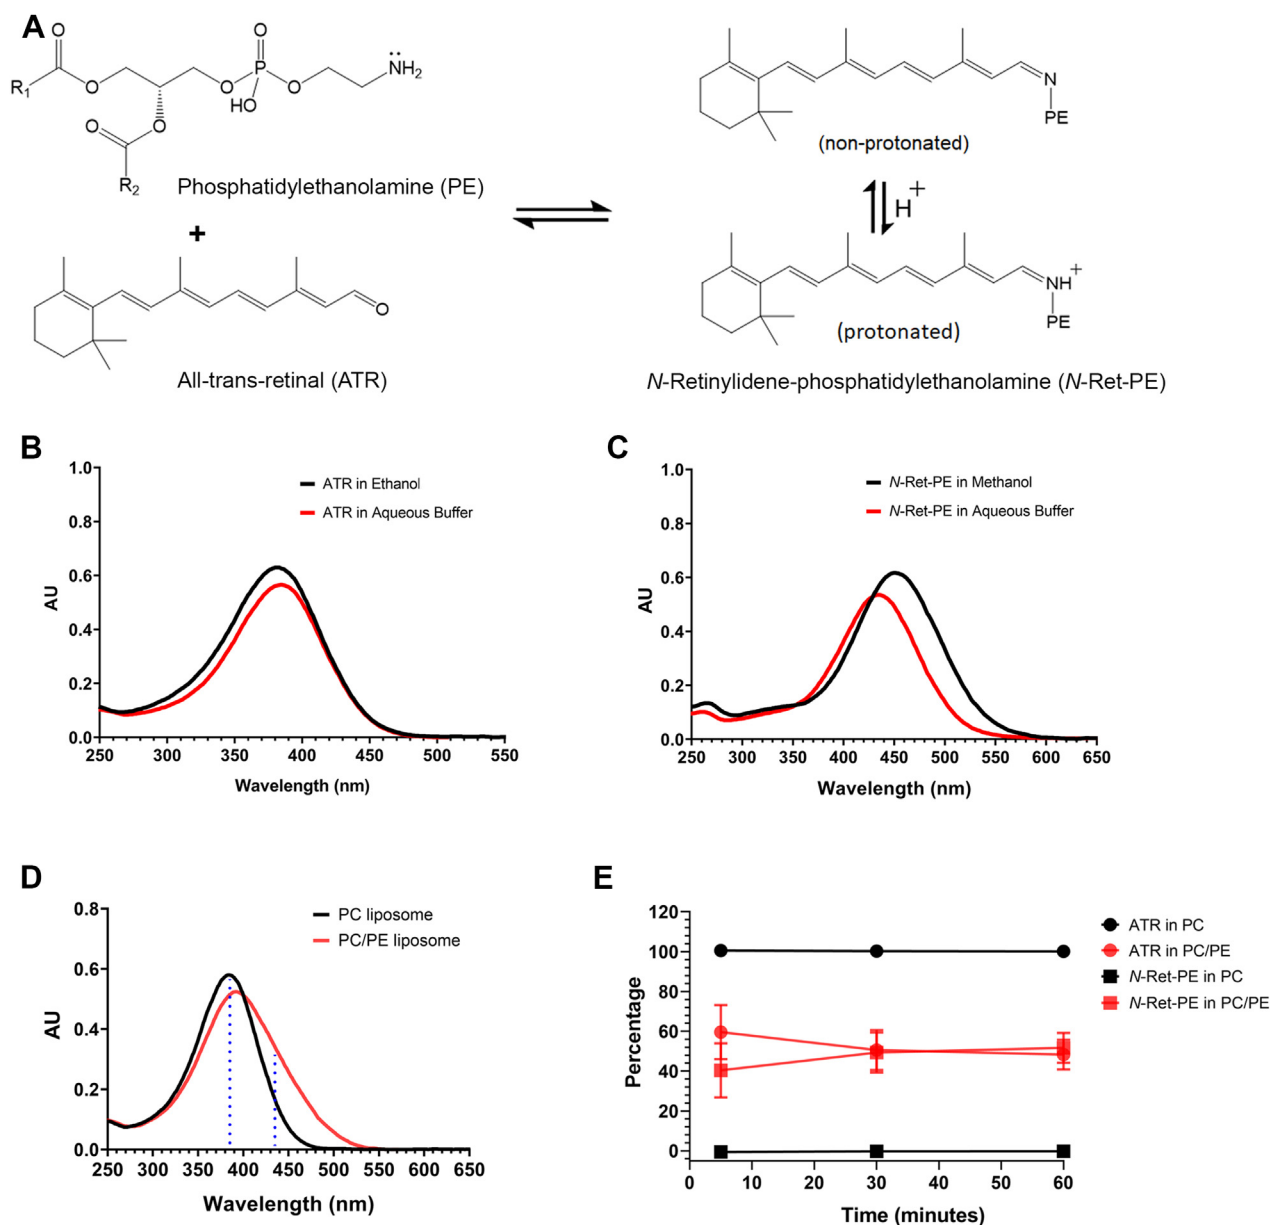 A
O
R1
O
O
O
R2
O
O
P
HO
O
NH2
Phosphatidylethanolamine (PE)
+
O
All-trans-retinal (ATR)
N
PE
(non-protonated)
H+
NH+
PE
(protonated)
N-Retinylidene-phosphatidylethanolamine (N-Ret-PE)
B
ATR in Ethanol
ATR in Aqueous Buffer
AU
1.0
0.8
0.6
0.4
0.2
0.0
250 300 350 400 450 500 550
Wavelength (nm)
C
N-Ret-PE in Methanol
N-Ret-PE in Aqueous Buffer
AU
1.0
0.8
0.6
0.4
0.2
0.0
250 300 350 400 450 500 550 600 650
Wavelength (nm)
D
PC liposome
PC/PE liposome
AU
0.8
0.6
0.4
0.2
0.0
250 300 350 400 450 500 550 600 650
Wavelength (nm)
E
ATR in PC
ATR in PC/PE
N-Ret-PE in PC
N-Ret-PE in PC/PE
Percentage
120
100
80
60
40
20
0
0 10 20 30 40 50 60
Time (minutes)